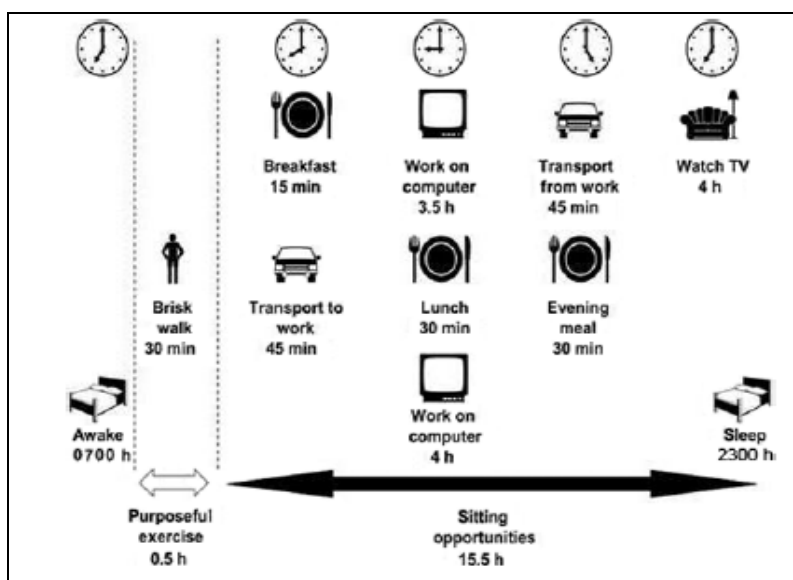 Breakfast
15 min
Work on
computer
3.5 h
Transport
from work
45 min
Watch TV
4 h
Brisk
walk
30 min
Transport to
work
45 min
Lunch
30 min
Evening
meal
30 min
Awake
0700 h
Work on
computer
4 h
Sleep
2300 h
Purposeful
exercise
0.5 h
Sitting
opportunities
15.5 h